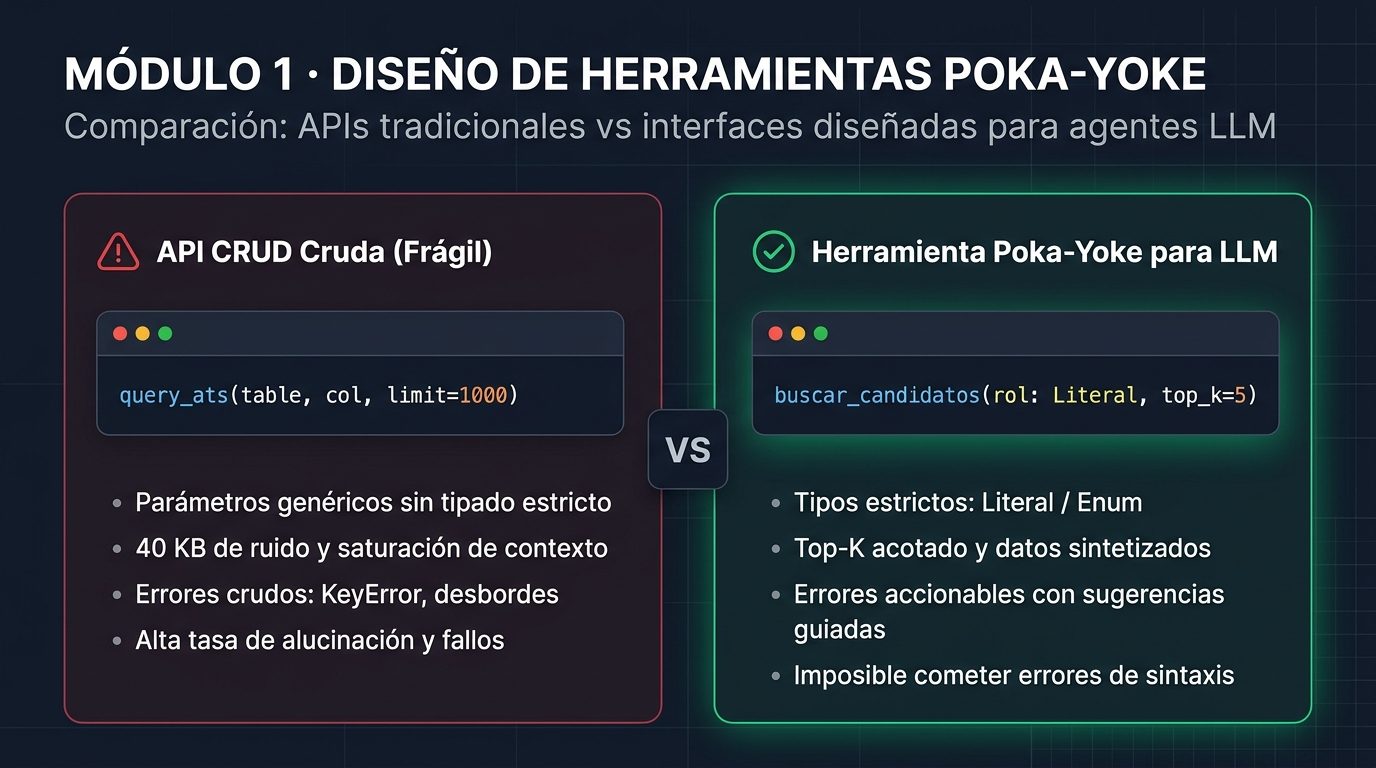 MÓDULO 1 · DISEÑO DE HERRAMIENTAS POKA-YOKE
Comparación: APIs tradicionales vs interfaces diseñadas para agentes LLM
API CRUD Cruda (Frágil)
query_ats(table, col, limit=1000)
• Parámetros genéricos sin tipado estricto
• 40 KB de ruido y saturación de contexto
• Errores crudos: KeyError, desbordes
• Alta tasa de alucinación y fallos
VS
Herramienta Poka-Yoke para LLM
buscar_candidatos(rol: Literal, top_k=5)
• Tipos estrictos: Literal / Enum
• Top-K acotado y datos sintetizados
• Errores accionables con sugerencias
guiadas
• Imposible cometer errores de sintaxis